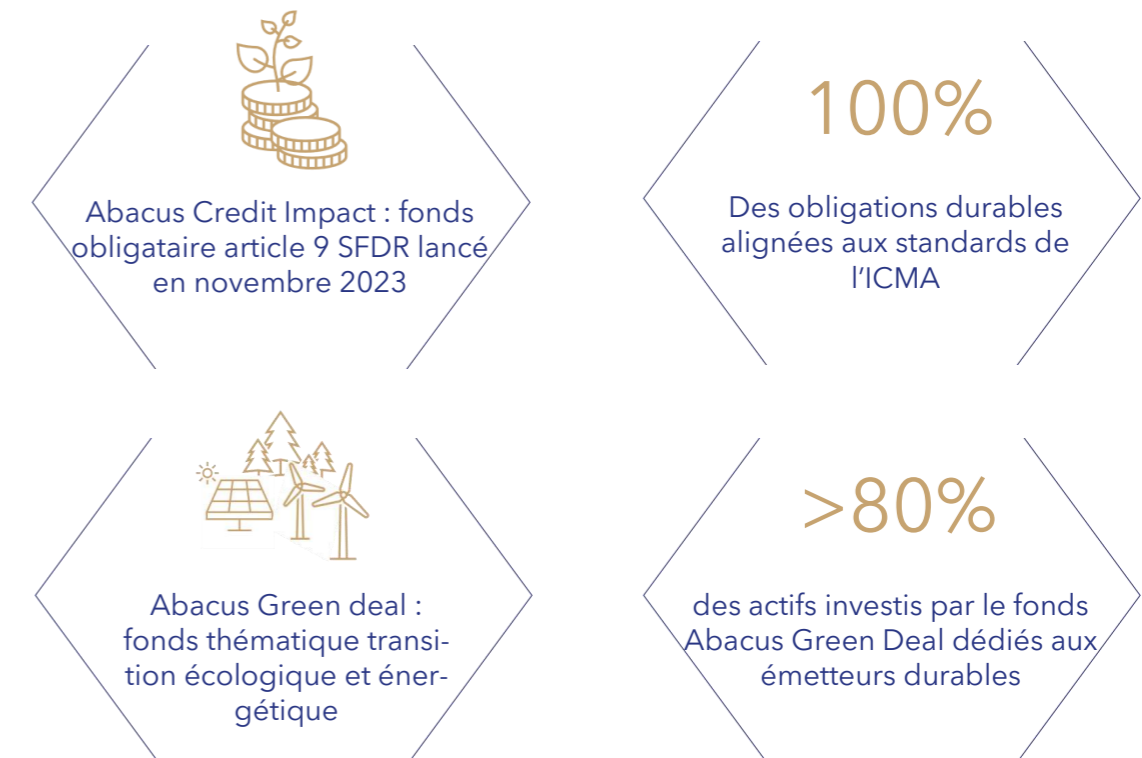 Abacus Credit Impact : fonds
obligataire article 9 SFDR lancé
en novembre 2023
100%
Des obligations durables
alignées aux standards de
l’ICMA
Abacus Green deal :
fonds thématique transi-
tion écologique et éner-
gétique
>80%
des actifs investis par le fonds
Abacus Green Deal dédiés aux
émetteurs durables